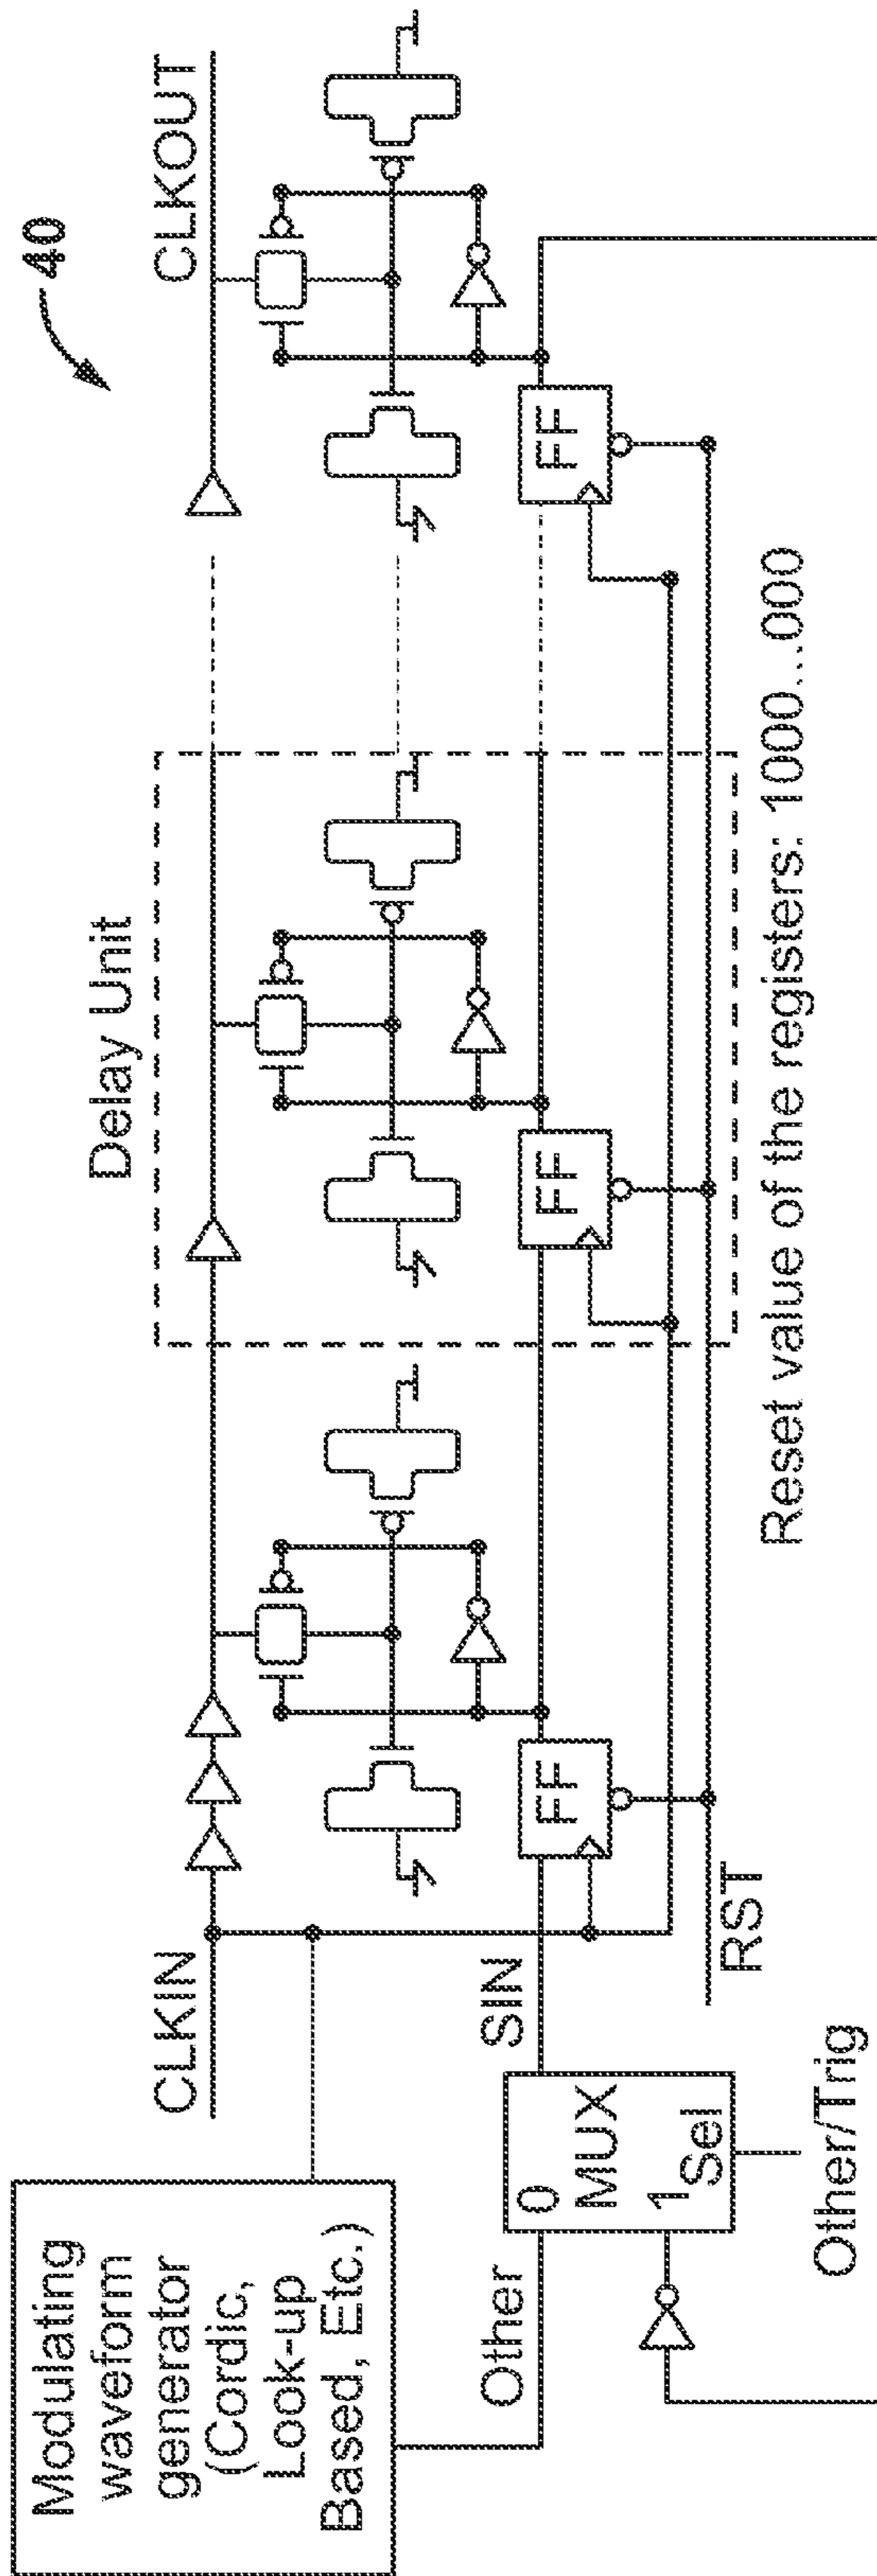 40
Modulating
waveform
generator
(Cordic,
Look-up
Based, Etc.)
CLKIN
Delay Unit
CLKOUT
Other
0
MUX
1
Sel
SIN
FF
FF
FF
RST
Other/Trig
Reset value of the registers: 1000...000